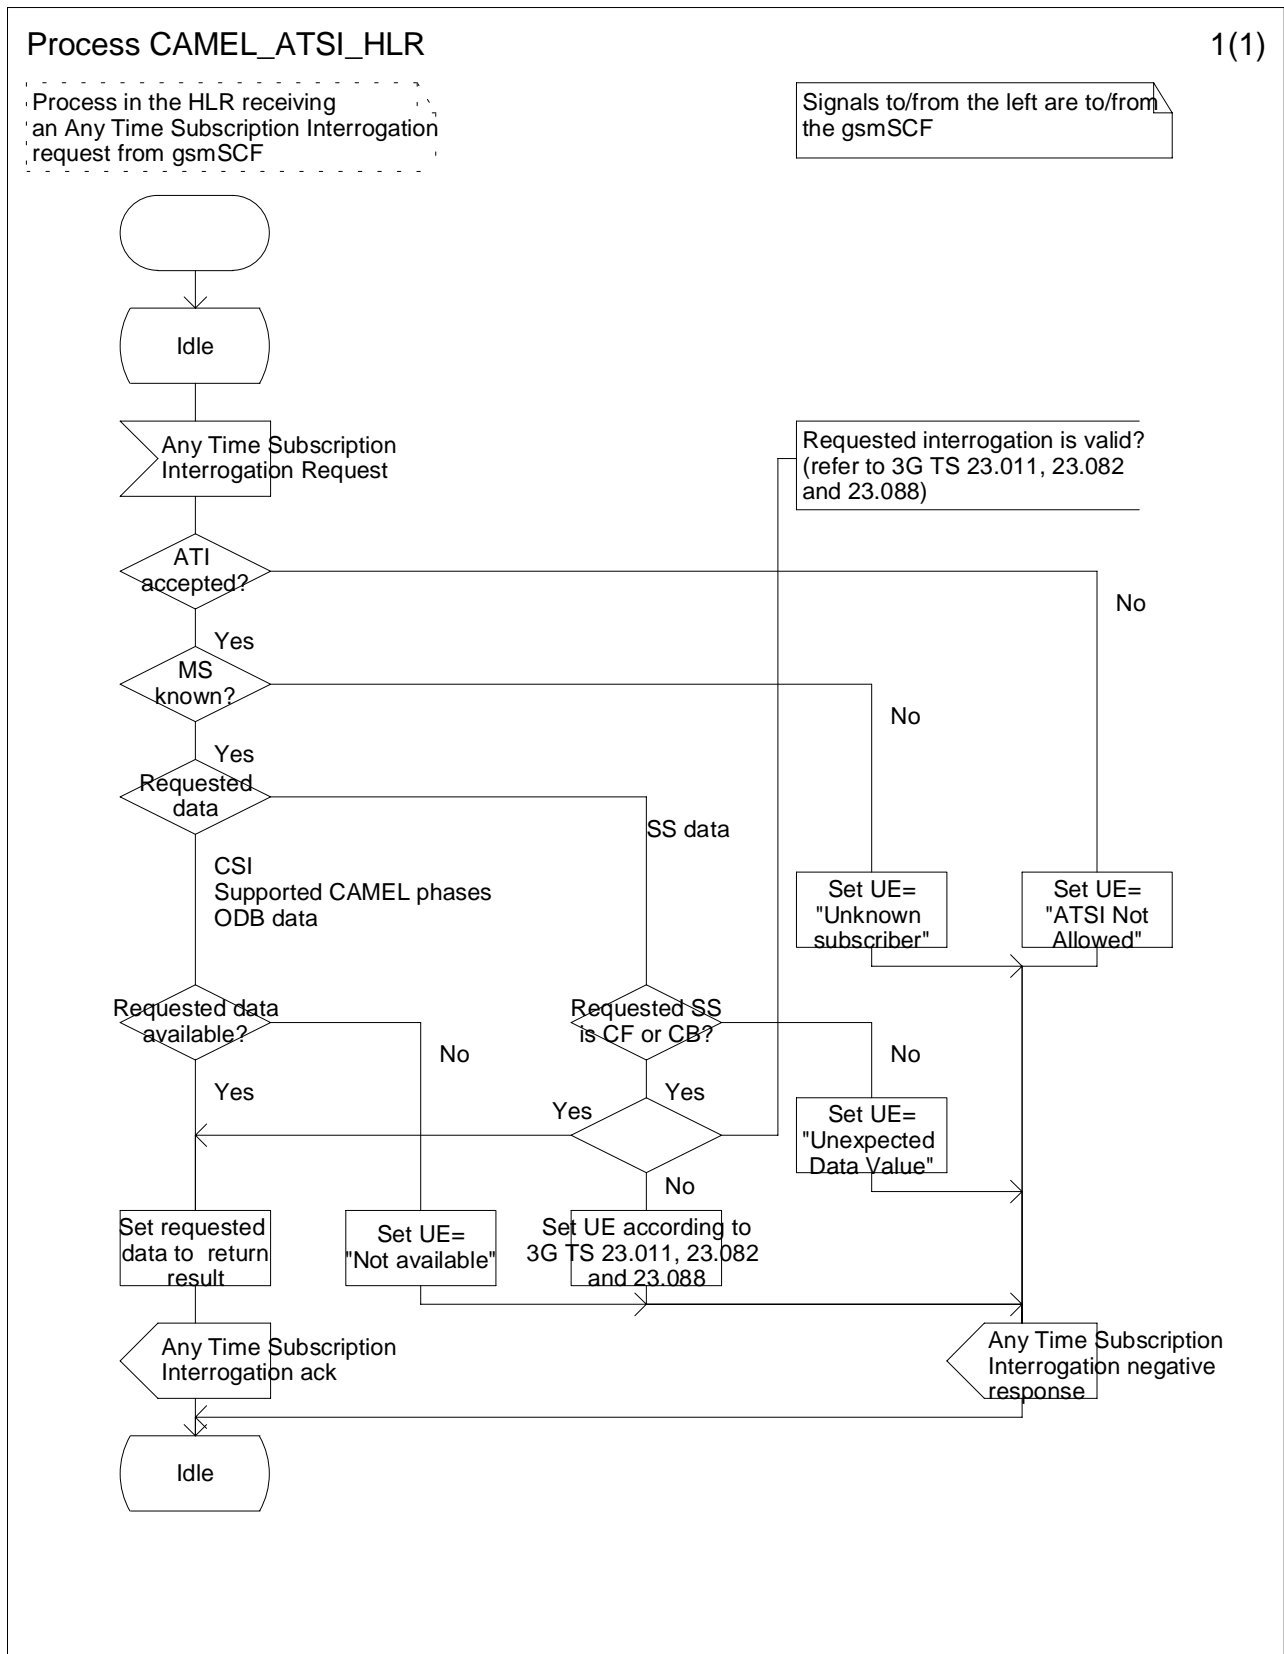 Process CAMEL_ATSI_HLR
1(1)
Process in the HLR receiving
an Any Time Subscription Interrogation
request from gsmSCF
Signals to/from the left are to/from
the gsmSCF
Idle
Any Time Subscription
Interrogation Request
Requested interrogation is valid?
(refer to 3G TS 23.011, 23.082
and 23.088)
ATI
accepted?
No
Yes
MS
known?
No
Yes
Requested
data
SS data
CSI
Supported CAMEL phases
ODB data
Set UE=
"Unknown
subscriber"
Set UE=
"ATSI Not
Allowed"
Requested data
available?
No
Yes
Requested SS
is CF or CB?
No
Yes
Yes
Set UE=
"Unexpected
Data Value"
No
Set requested
data to  return
result
Set UE=
"Not available"
Set UE according to
3G TS 23.011, 23.082
and 23.088
Any Time Subscription
Interrogation ack
Any Time Subscription
Interrogation negative
response
Idle